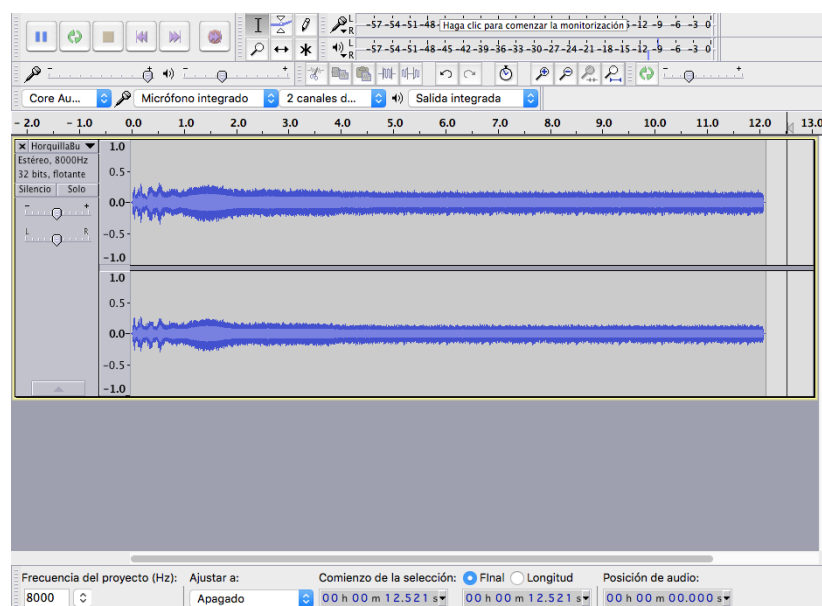 L R -57 -54 -51 -48 Haga clic para comenzar la monitorización -12 -9 -6 -3 0
L R -57 -54 -51 -48 -45 -42 -39 -36 -33 -30 -27 -24 -21 -18 -15 -12 -9 -6 -3 0
- + - + - +
Core Au... Micrófono integrado 2 canales d... Salida integrada
- 2.0 - 1.0 0.0 1.0 2.0 3.0 4.0 5.0 6.0 7.0 8.0 9.0 10.0 11.0 12.0 13.0
x HorquillaBu 1.0
Estéreo, 8000Hz
32 bits, flotante 0.5
Silencio Solo
- + 0.0
L R -0.5
-1.0
1.0
0.5
0.0
-0.5
-1.0
Frecuencia del proyecto (Hz): Ajustar a: Comienzo de la selección: FInal Longitud Posición de audio:
8000 Apagado 00 h 00 m 12.521 s 00 h 00 m 12.521 s 00 h 00 m 00.000 s